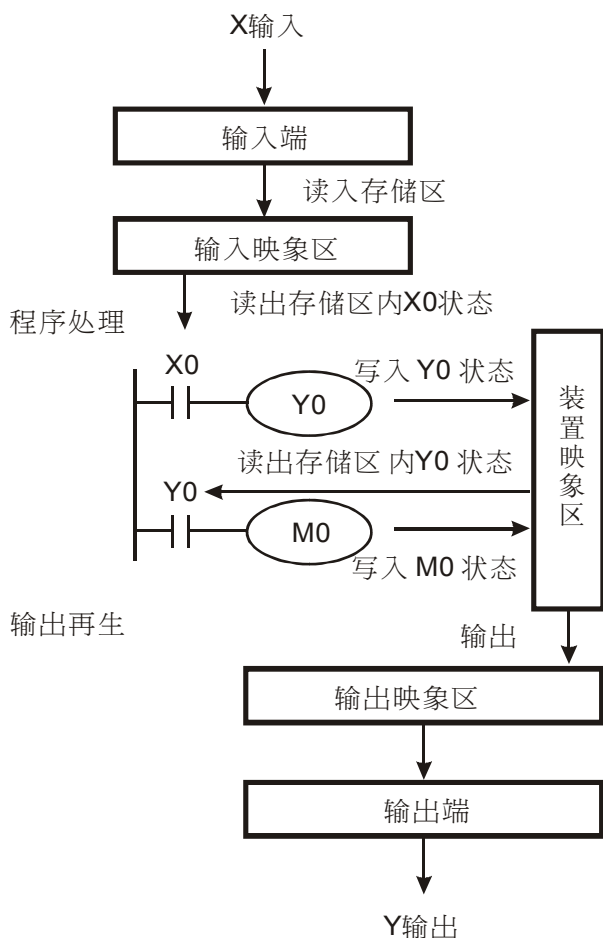 X输入
输入端
读入存储区
输入映象区
读出存储区内X0状态
程序处理
X0
写入 Y0 状态
Y0
装置映象区
读出存储区 内Y0 状态
Y0
M0
写入 M0 状态
输出再生
输出
输出映象区
输出端
Y输出